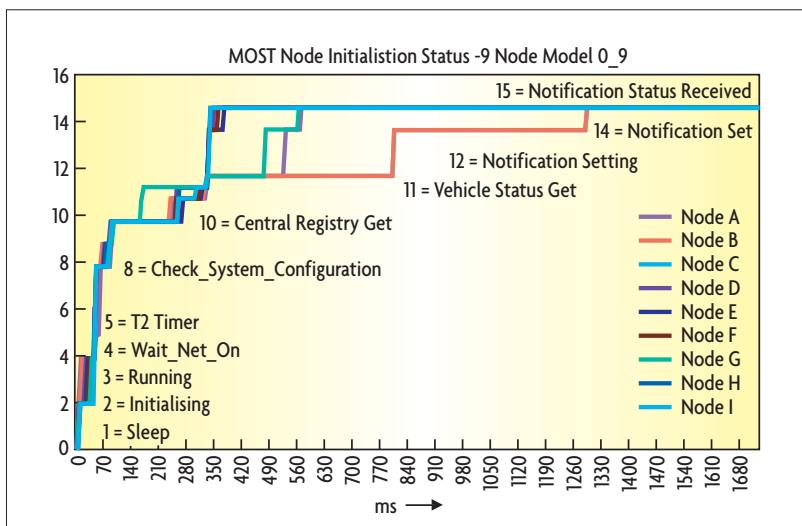 MOST Node Initialistion Status -9 Node Model 0_9
16
14
12
10
8
6
4
2
0
15 = Notification Status Received
14 = Notification Set
12 = Notification Setting
11 = Vehicle Status Get
10 = Central Registry Get
8 = Check_System_Configuration
5 = T2 Timer
4 = Wait_Net_On
3 = Running
2 = Initialising
1 = Sleep
Node A
Node B
Node C
Node D
Node E
Node F
Node G
Node H
Node I
0 70 140 210 280 350 420 490 560 630 700 770 840 910 980 1050 1120 1190 1260 1330 1400 1470 1540 1610 1680
ms